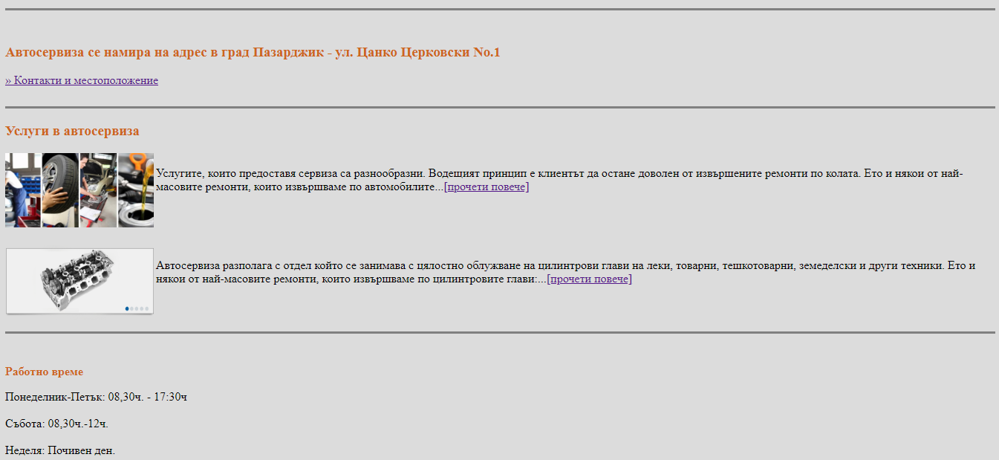 Автосервиза се намира на адрес в град Пазарджик - ул. Цанко Церковски No.1
» Контакти и местоположение
Услуги в автосервиза
Услугите, които предоставя сервиза са разнообразни. Водещият принцип е клиентът да остане доволен от извършените ремонти по колата. Ето и някои от най-
масовите ремонти, които извършваме по автомобилите...[прочети повече]
Автосервиза разполага с отдел който се занимава с цялостно облужване на цилинтрови глави на леки, товарни, тешкотоварни, земеделски и други техники. Ето и
някои от най-масовите ремонти, които извършваме по цилинтровите глави:...[прочети повече]
Работно време
Понеделник-Петък: 08,30ч. - 17:30ч
Събота: 08,30ч.-12ч.
Неделя: Почивен ден.